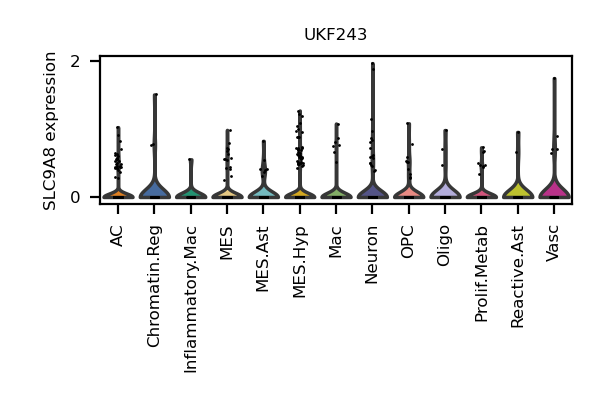 UKF243
SLC9A8 expression
2
0
AC
Chromatin.Reg
Inflammatory.Mac
MES
MES.Ast
MES.Hyp
Mac
Neuron
OPC
Oligo
Prolif.Metab
Reactive.Ast
Vasc